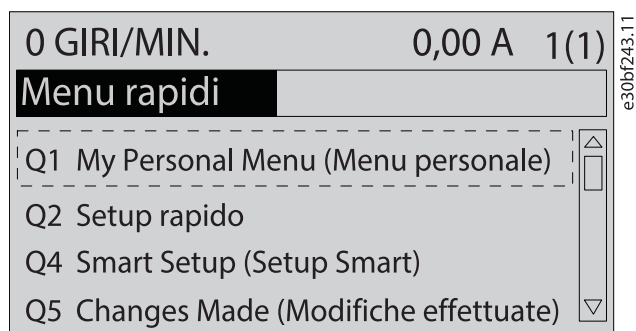 0 GIRI/MIN. 0,00 A 1(1)
Menu rapidi
Q1 My Personal Menu (Menu personale)
Q2 Setup rapido
Q4 Smart Setup (Setup Smart)
Q5 Changes Made (Modifiche effettuate)
e30bf243.11